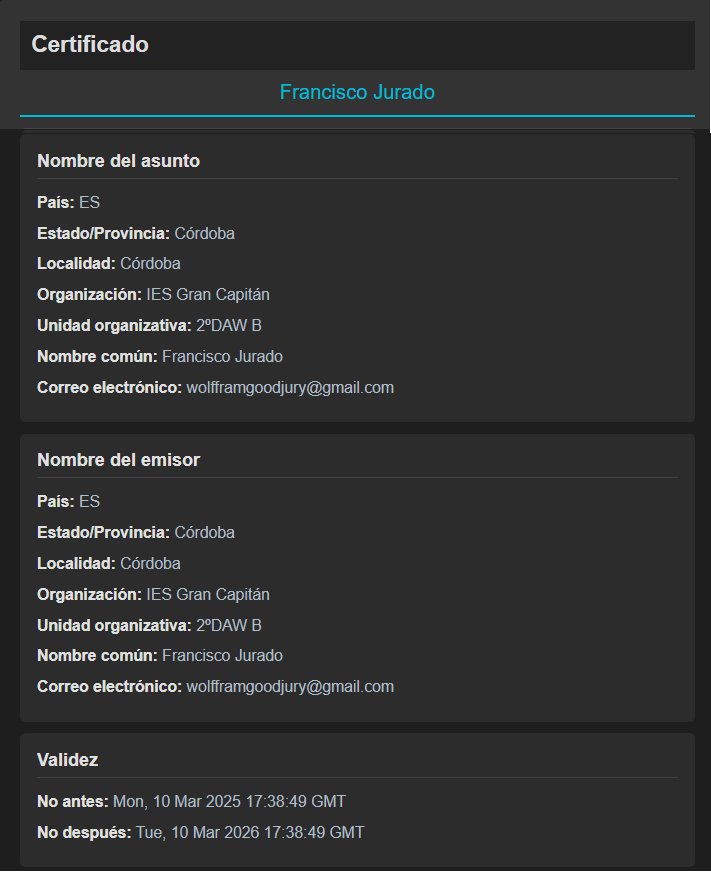 Certificado
Francisco Jurado
Nombre del asunto
País: ES
Estado/Provincia: Córdoba
Localidad: Córdoba
Organización: IES Gran Capitán
Unidad organizativa: 2ºDAW B
Nombre común: Francisco Jurado
Correo electrónico: wolfframgoodjury@gmail.com
Nombre del emisor
País: ES
Estado/Provincia: Córdoba
Localidad: Córdoba
Organización: IES Gran Capitán
Unidad organizativa: 2ºDAW B
Nombre común: Francisco Jurado
Correo electrónico: wolfframgoodjury@gmail.com
Validez
No antes: Mon, 10 Mar 2025 17:38:49 GMT
No después: Tue, 10 Mar 2026 17:38:49 GMT